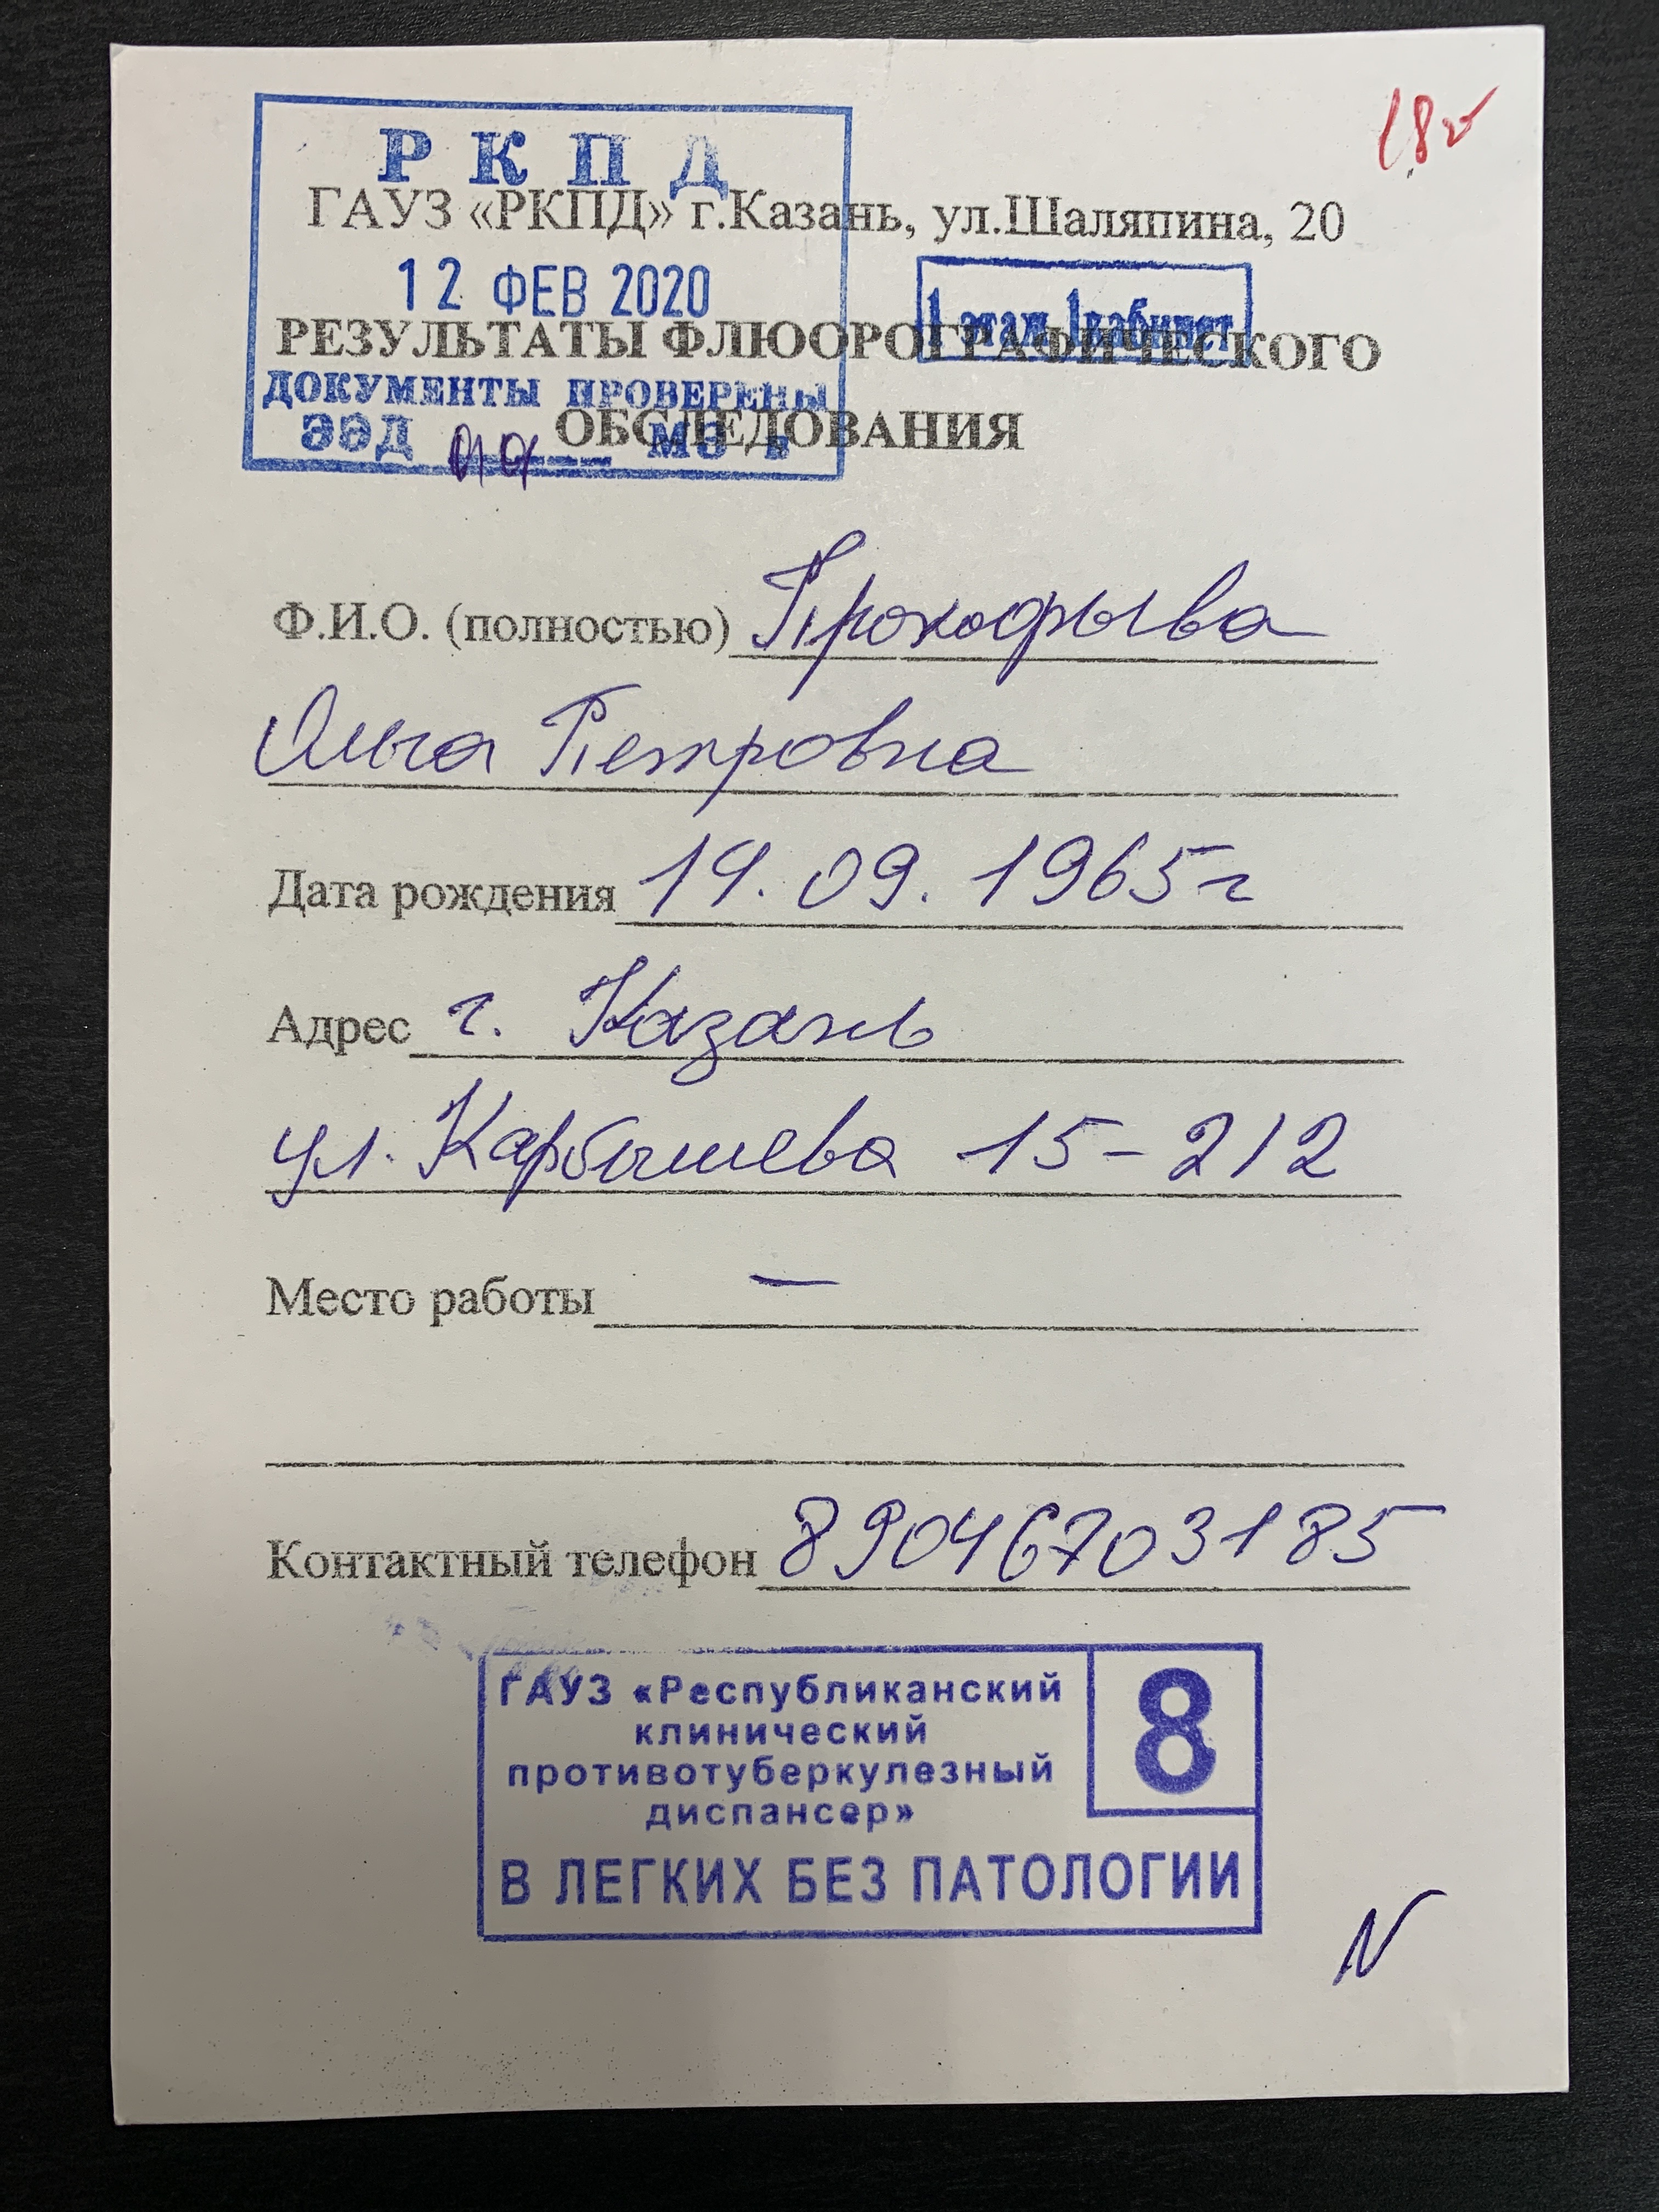 Р К П Д
ГАУЗ «РКПД» г.Казань, ул.Шаляпина, 20
12 ФЕВ 2020
1 этаж 1 кабинет
РЕЗУЛЬТАТЫ ФЛЮОРОГРАФИЧЕСКОГО
ДОКУМЕНТЫ ПРОВЕРЕНЫ
ОБСЛЕДОВАНИЯ
ЭЭД МЗ в
Ф.И.О. (полностью) Прокофьева
Ольга Петровна
Дата рождения 14.09.1965г
Адрес г. Казань
ул. Карбышева 15-212
Место работы —
Контактный телефон 89046703185
ГАУЗ «Республиканский
клинический
противотуберкулезный
диспансер»
8
В ЛЕГКИХ БЕЗ ПАТОЛОГИИ
N